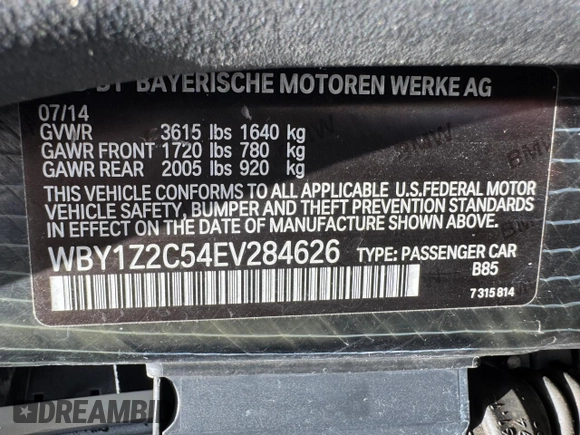 BY BAYERISCHE MOTOREN WERKE AG
07/14
GVWR 3615 lbs 1640 kg
GAWR FRONT 1720 lbs 780 kg
GAWR REAR 2005 lbs 920 kg
THIS VEHICLE CONFORMS TO ALL APPLICABLE U.S.FEDERAL MOTOR
VEHICLE SAFETY, BUMPER AND THEFT PREVENTION STANDARDS
IN EFFECT ON THE DATE OF MANUFACTURE SHOWN ABOVE.
WBY1Z2C54EV284626 TYPE: PASSENGER CAR
B85
7 315 814
DREAMBI